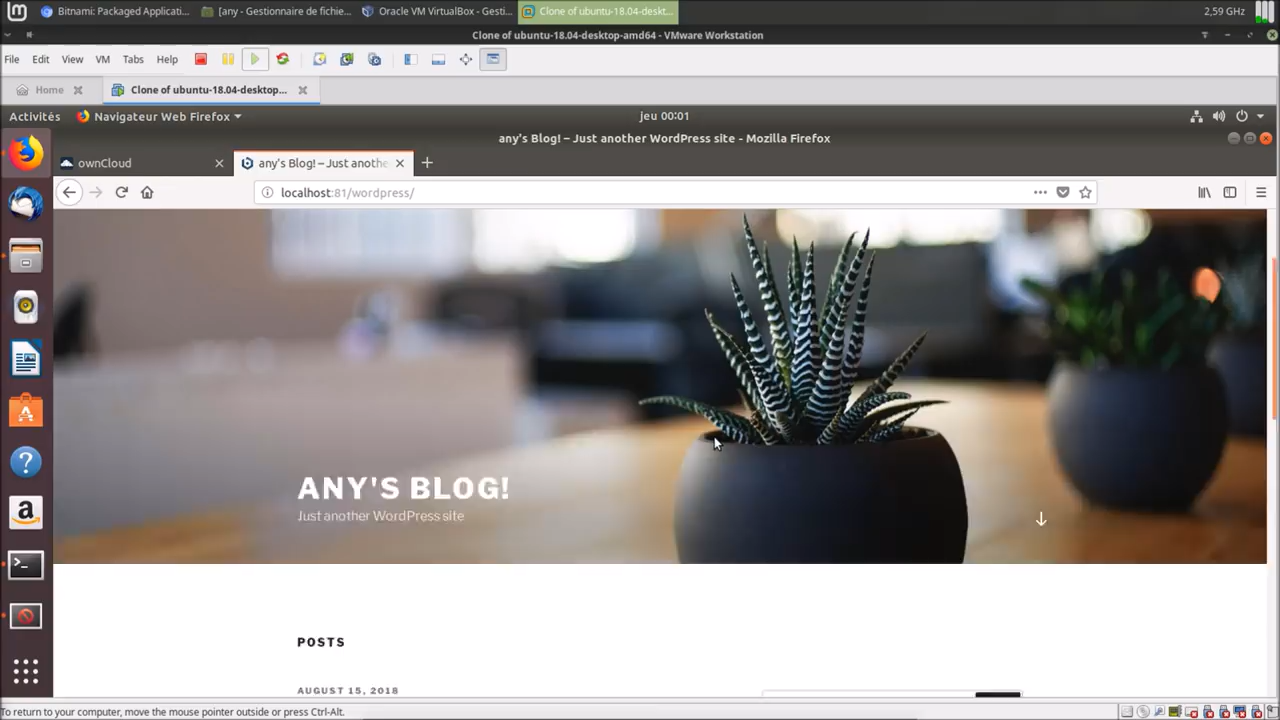 Bitnami: Packaged Applicati... [any - Gestionnaire de fichie... Oracle VM VirtualBox - Gesti... Clone of ubuntu-18.04-deskt... 2,59 GHz
Clone of ubuntu-18.04-desktop-amd64 - VMware Workstation
File Edit View VM Tabs Help
Home Clone of ubuntu-18.04-desktop...
Activités Navigateur Web Firefox jeu 00:01
any's Blog! – Just another WordPress site - Mozilla Firefox
ownCloud any's Blog! – Just anothe
localhost:81/wordpress/
ANY'S BLOG!
Just another WordPress site
POSTS
AUGUST 15, 2018
To return to your computer, move the mouse pointer outside or press Ctrl-Alt.